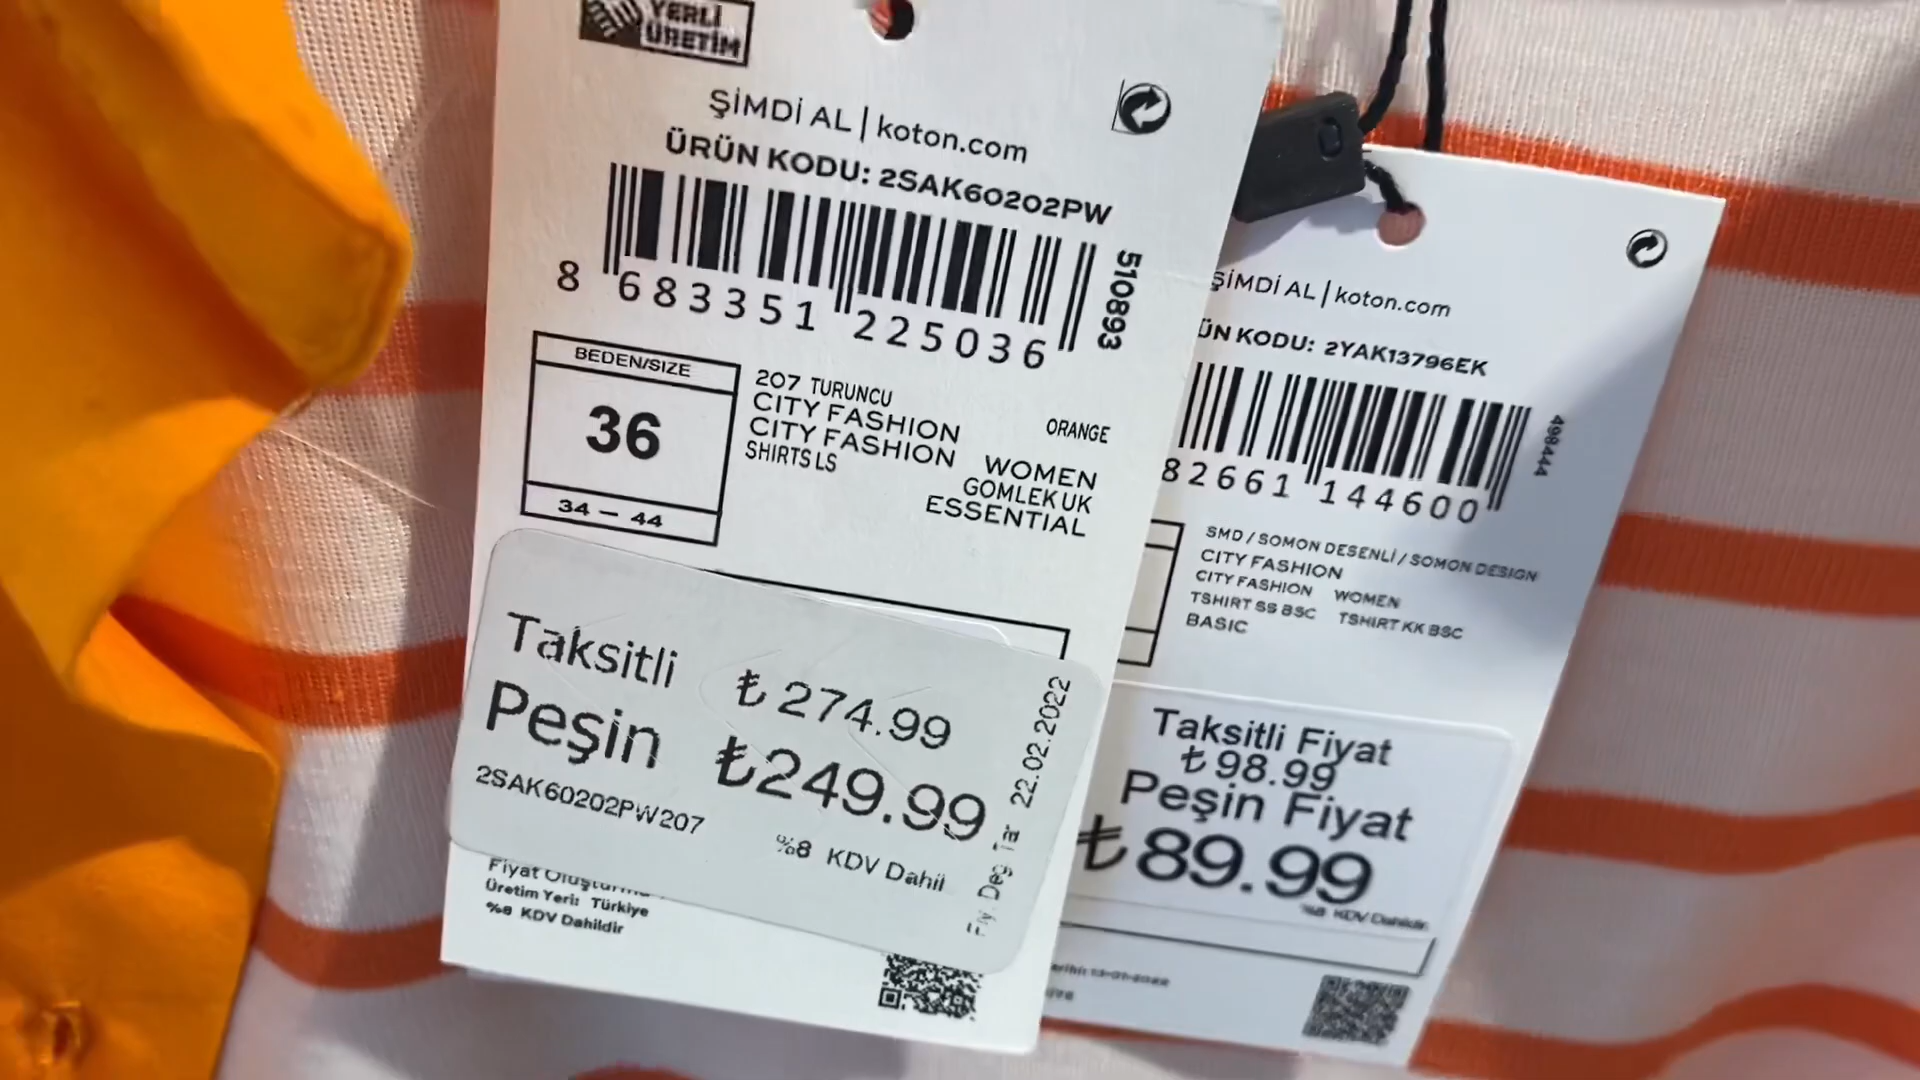 YERLİ
ÜRETİM
ŞİMDİ AL | koton.com
ÜRÜN KODU: 2SAK60202PW
8 683351 225036
510893
BEDEN/SIZE
36
34 - 44
207 TURUNCU ORANGE
CITY FASHION
CITY FASHION WOMEN
SHIRTS LS GOMLEK UK
ESSENTIAL
Taksitli ₺ 274.99
Peşin ₺249.99
2SAK60202PW207
%8 KDV Dahil
Fiy. Deg Tar 22.02.2022
Fiyat Oluşturma
Üretim Yeri: Türkiye
%8 KDV Dahildir
ŞİMDİ AL | koton.com
ÜN KODU: 2YAK13796EK
82661 144600
498444
SMD / SOMON DESENLİ / SOMON DESIGN
CITY FASHION
CITY FASHION WOMEN
TSHIRT SS BSC TSHIRT KK BSC
BASIC
Taksitli Fiyat
₺ 98.99
Peşin Fiyat
₺89.99
%8 KDV Dahildir.